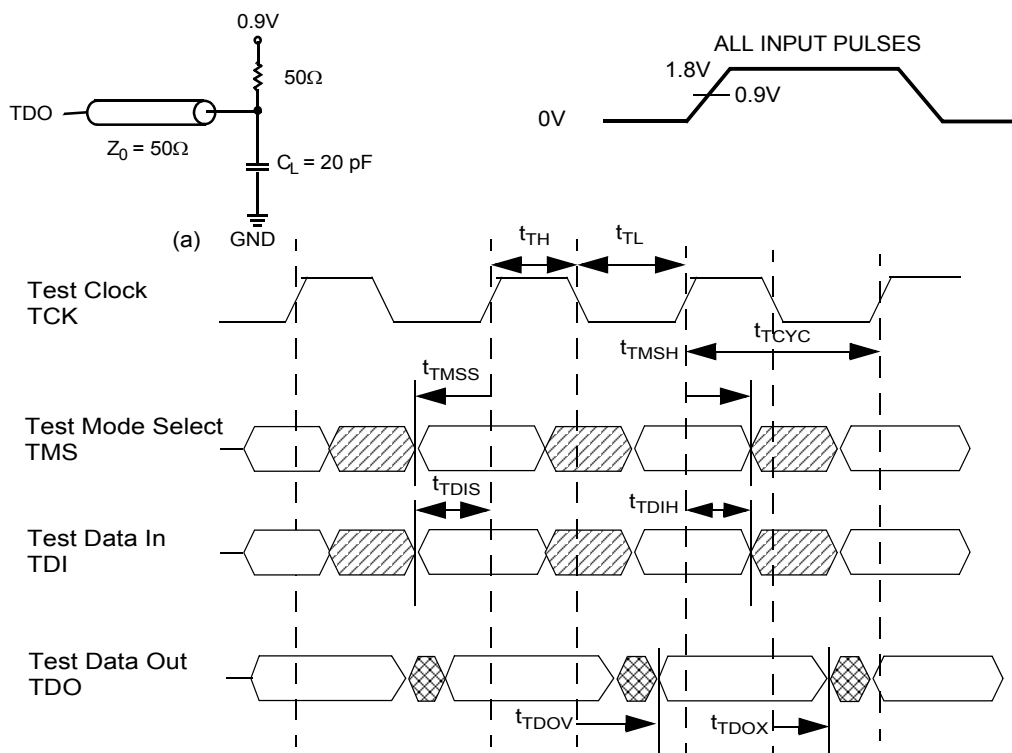 0.9V
50Ω
TDO
Z0 = 50Ω
CL = 20 pF
(a)
GND
ALL INPUT PULSES
1.8V
0.9V
0V
tTH
tTL
Test Clock
TCK
tTCYC
tTMSH
tTMSS
Test Mode Select
TMS
tTDIS
tTDIH
Test Data In
TDI
Test Data Out
TDO
tTDOV
tTDOX